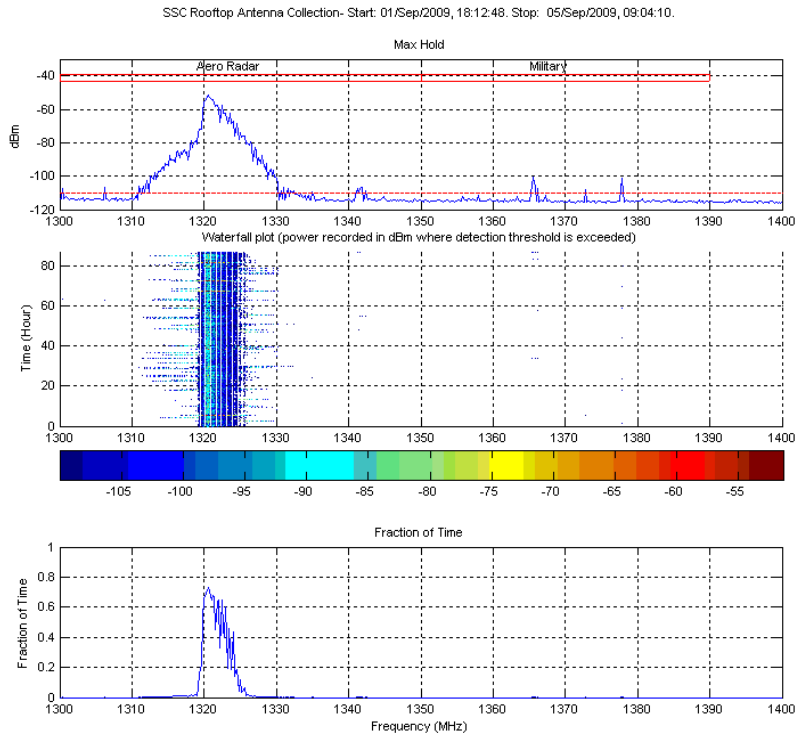 SSC Rooftop Antenna Collection- Start: 01/Sep/2009, 18:12:48. Stop: 05/Sep/2009, 09:04:10.
Max Hold
Aero Radar Military
dBm
-40
-60
-80
-100
-120
1300 1310 1320 1330 1340 1350 1360 1370 1380 1390 1400
Waterfall plot (power recorded in dBm where detection threshold is exceeded)
Time (Hour)
80
60
40
20
0
1300 1310 1320 1330 1340 1350 1360 1370 1380 1390 1400
-105 -100 -95 -90 -85 -80 -75 -70 -65 -60 -55
Fraction of Time
Fraction of Time
1
0.8
0.6
0.4
0.2
0
1300 1310 1320 1330 1340 1350 1360 1370 1380 1390 1400
Frequency (MHz)